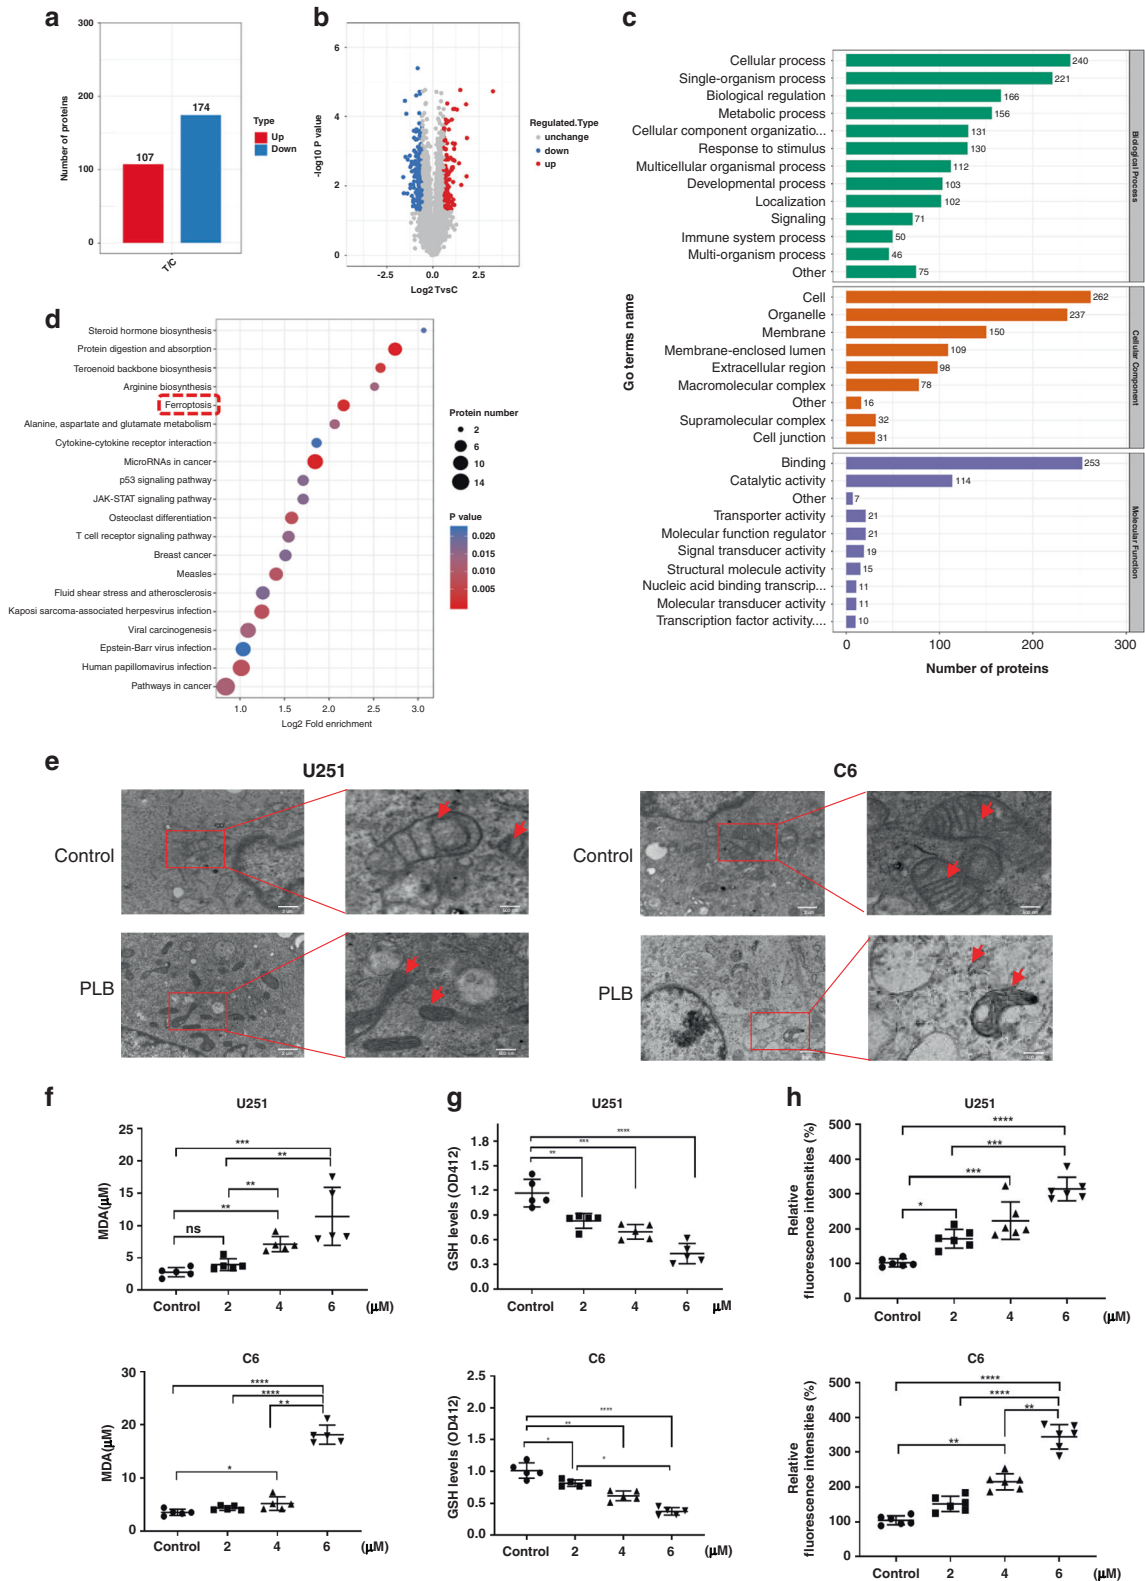 a
Number of proteins
300
200
100
0
107
174
T/C
Type
Up
Down
b
-log10 P value
6
4
2
0
-2.5
0.0
2.5
Log2 TvsC
Regulated.Type
unchange
down
up
c
Go terms name
Cellular process 240
Single-organism process 221
Biological regulation 166
Metabolic process 156
Cellular component organizatio... 131
Response to stimulus 130
Multicellular organismal process 112
Developmental process 103
Localization 102
Signaling 71
Immune system process 50
Multi-organism process 46
Other 75
Biological Process
Cell 262
Organelle 237
Membrane 150
Membrane-enclosed lumen 109
Extracellular region 98
Macromolecular complex 78
Other 16
Supramolecular complex 32
Cell junction 31
Cellular Component
Binding 253
Catalytic activity 114
Other 7
Transporter activity 21
Molecular function regulator 21
Signal transducer activity 19
Structural molecule activity 15
Nucleic acid binding transcrip... 11
Molecular transducer activity 11
Transcription factor activity.... 10
Molecular Function
0 100 200 300
Number of proteins
d
Steroid hormone biosynthesis
Protein digestion and absorption
Teroenoid backbone biosynthesis
Arginine biosynthesis
Ferroptosis
Alanine, aspartate and glutamate metabolism
Cytokine-cytokine receptor interaction
MicroRNAs in cancer
p53 signaling pathway
JAK-STAT signaling pathway
Osteoclast differentiation
T cell receptor signaling pathway
Breast cancer
Measles
Fluid shear stress and atherosclerosis
Kaposi sarcoma-associated herpesvirus infection
Viral carcinogenesis
Epstein-Barr virus infection
Human papillomavirus infection
Pathways in cancer
1.0 1.5 2.0 2.5 3.0
Log2 Fold enrichment
Protein number
2
6
10
14
P value
0.020
0.015
0.010
0.005
e
U251
C6
Control
Control
PLB
PLB
f
U251
MDA(μM)
25
20
15
10
5
0
***
**
**
**
ns
Control 2 4 6 (μM)
C6
MDA(μM)
30
20
10
0
****
****
**
*
Control 2 4 6 (μM)
g
U251
GSH levels (OD412)
1.8
1.5
1.2
0.9
0.6
0.3
0.0
****
***
**
Control 2 4 6 μM
C6
GSH levels (OD412)
2.5
2.0
1.5
1.0
0.5
0.0
****
**
*
*
Control 2 4 6 (μM)
h
U251
Relative
fluorescence intensities (%)
500
400
300
200
100
0
****
***
***
*
Control 2 4 6 (μM)
C6
Relative
fluorescence intensities (%)
500
400
300
200
100
0
****
****
**
**
Control 2 4 6 (μM)